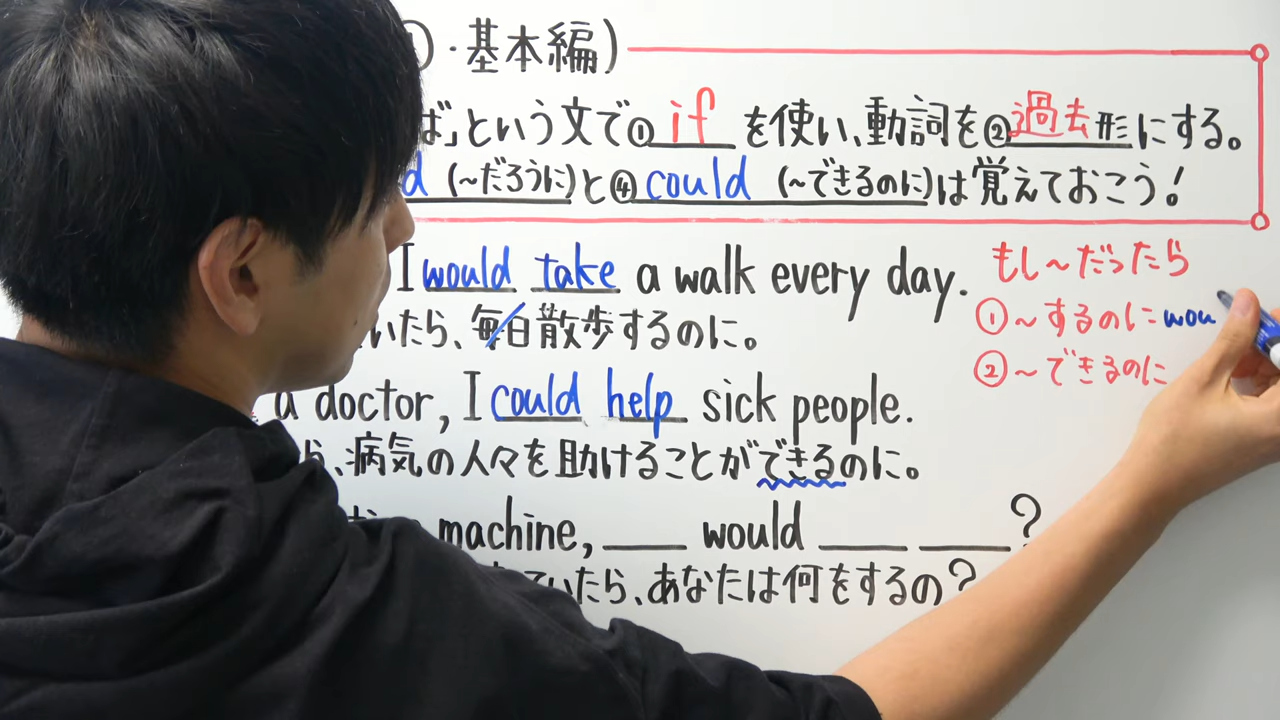 ・基本編)
ば」という文で① if を使い、動詞を②過去形にする。
d (〜だろうに)と④could (〜できるのに)は覚えておこう!
I would take a walk every day.
いたら、毎日散歩するのに。
a doctor, I could help sick people.
、病気の人々を助けることができるのに。
machine, ___ would ___ ___?
ていたら、あなたは何をするの?
もし〜だったら
①〜するのに wou
②〜できるのに